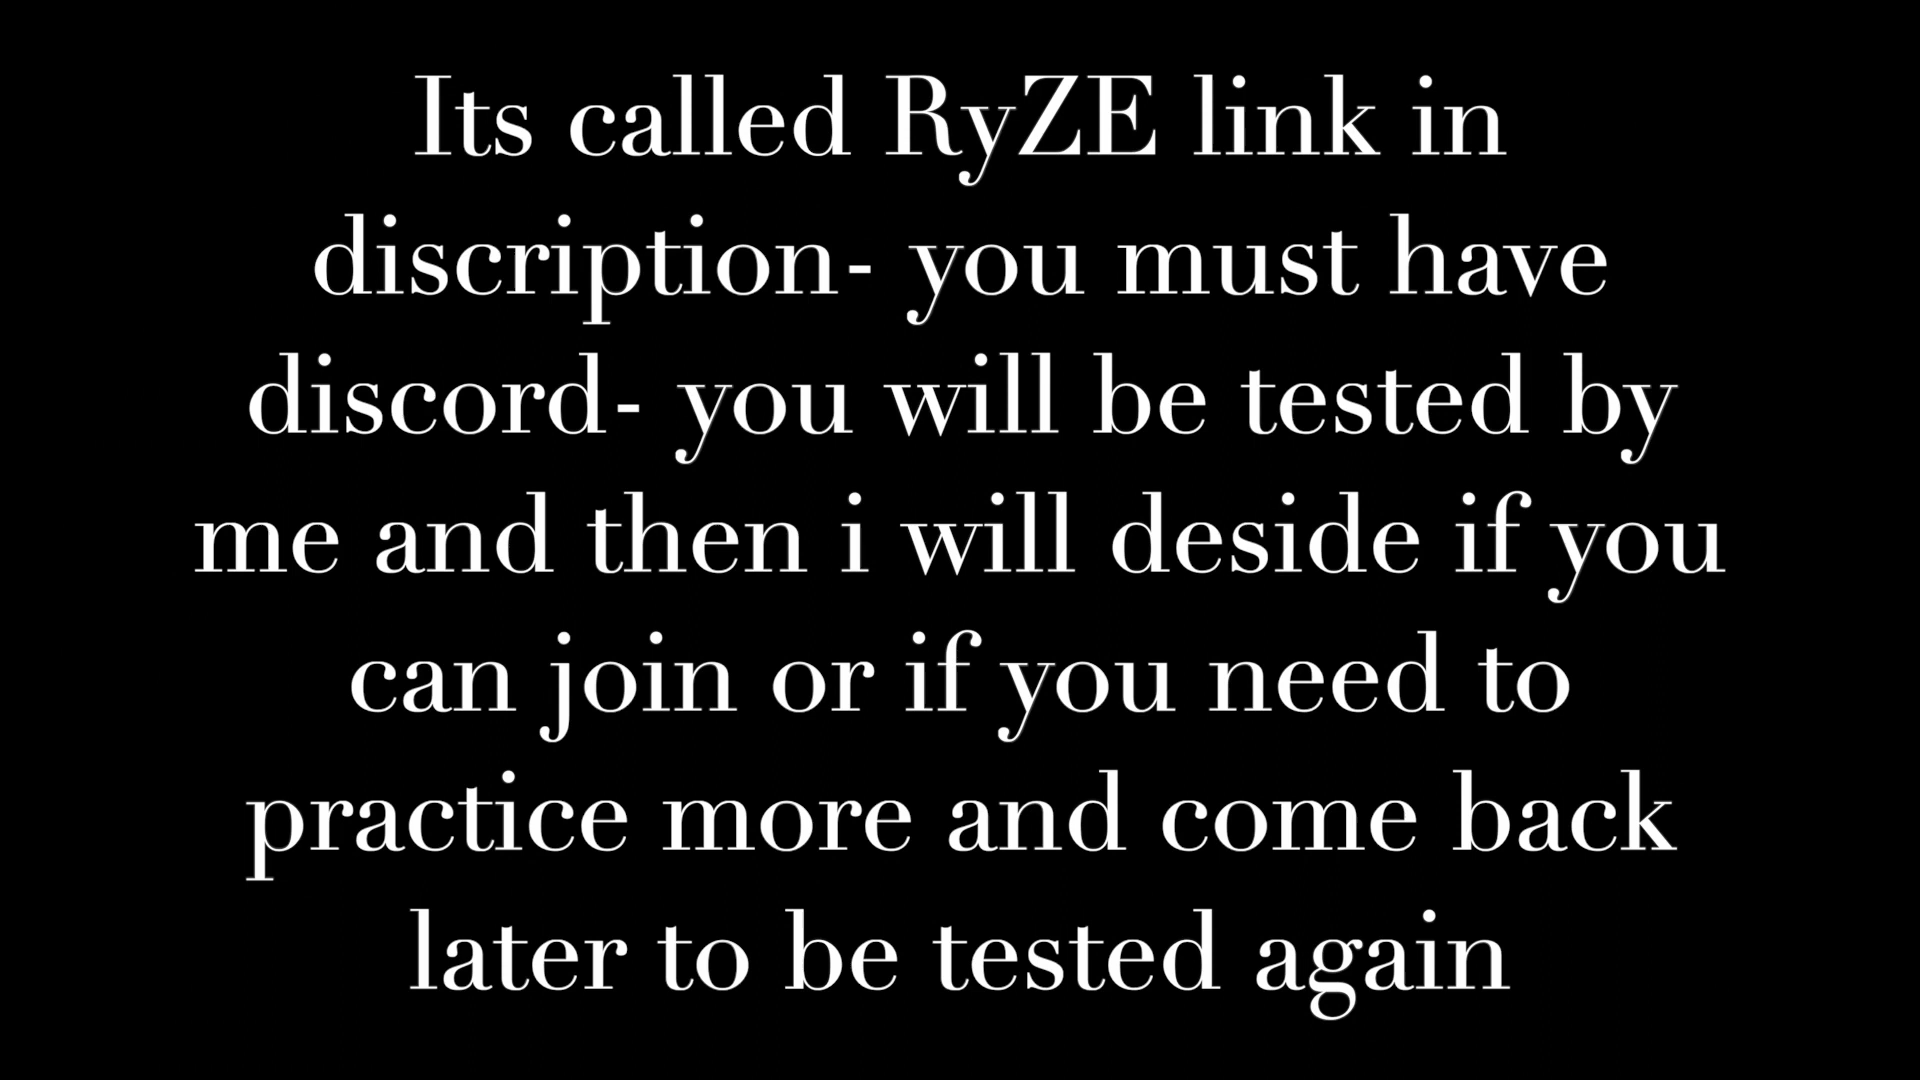 Its called RyZE link in
discription- you must have
discord- you will be tested by
me and then i will deside if you
can join or if you need to
practice more and come back
later to be tested again